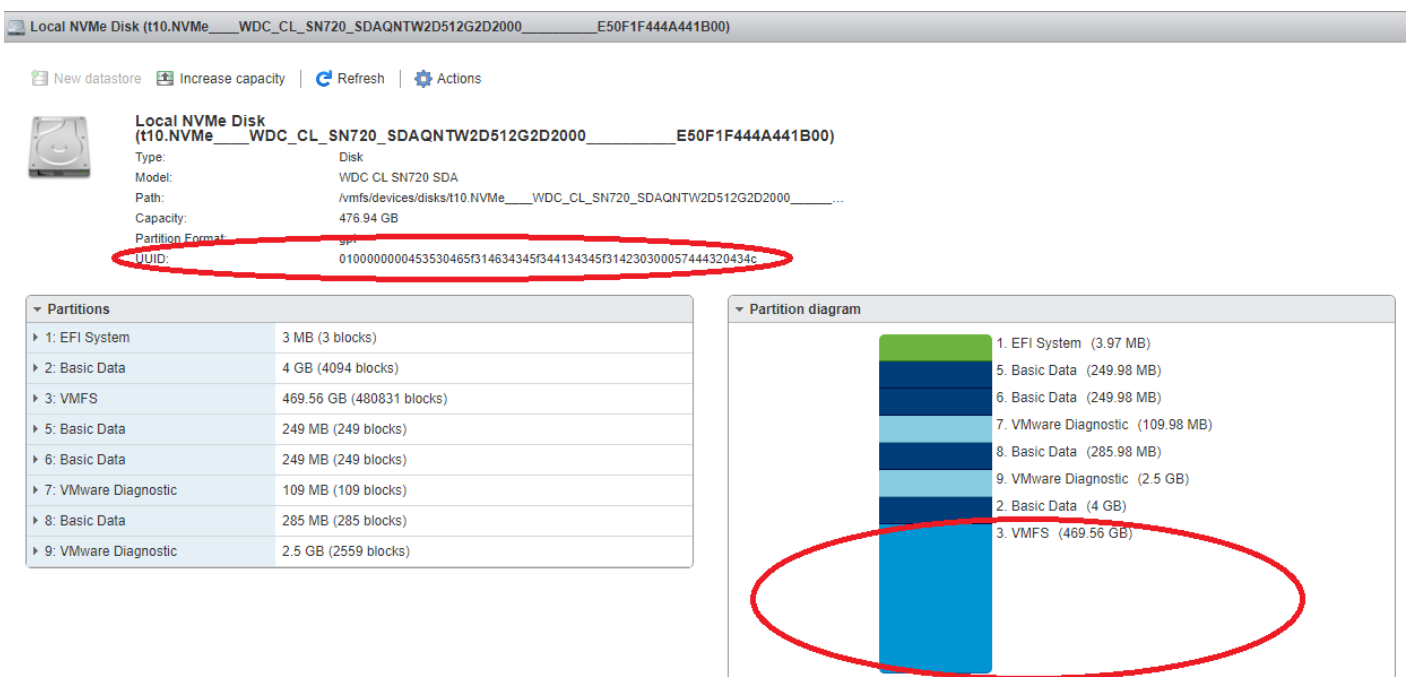 Local NVMe Disk (t10.NVMe____WDC_CL_SN720_SDAQNTW2D512G2D2000__________E50F1F444A441B00)
New datastore Increase capacity Refresh Actions
Local NVMe Disk
(t10.NVMe____WDC_CL_SN720_SDAQNTW2D512G2D2000__________E50F1F444A441B00)
Type: Disk
Model: WDC CL SN720 SDA
Path: /vmfs/devices/disks/t10.NVMe____WDC_CL_SN720_SDAQNTW2D512G2D2000______...
Capacity: 476.94 GB
Partition Format: gpt
UUID: 0100000000453530465f314634345f344134345f314230300057444320434c
Partitions
1: EFI System 3 MB (3 blocks)
2: Basic Data 4 GB (4094 blocks)
3: VMFS 469.56 GB (480831 blocks)
5: Basic Data 249 MB (249 blocks)
6: Basic Data 249 MB (249 blocks)
7: VMware Diagnostic 109 MB (109 blocks)
8: Basic Data 285 MB (285 blocks)
9: VMware Diagnostic 2.5 GB (2559 blocks)
Partition diagram
1. EFI System (3.97 MB)
5. Basic Data (249.98 MB)
6. Basic Data (249.98 MB)
7. VMware Diagnostic (109.98 MB)
8. Basic Data (285.98 MB)
9. VMware Diagnostic (2.5 GB)
2. Basic Data (4 GB)
3. VMFS (469.56 GB)